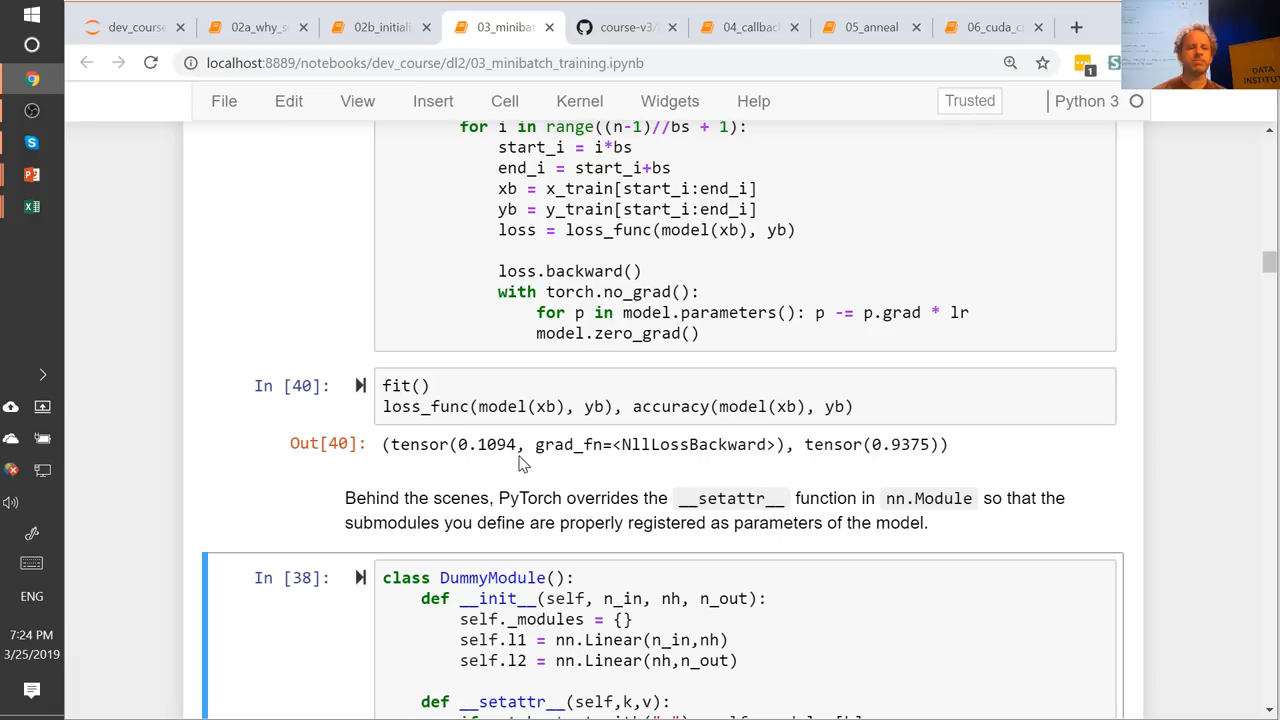 dev_course
02a_why_s
02b_initiali
03_minibat
course-v3/
04_callback
05_anneal
06_cuda_c
localhost:8889/notebooks/dev_course/dl2/03_minibatch_training.ipynb
1
DATA
INSTITU
File Edit View Insert Cell Kernel Widgets Help
Trusted
Python 3
for i in range((n-1)//bs + 1):
start_i = i*bs
end_i = start_i+bs
xb = x_train[start_i:end_i]
yb = y_train[start_i:end_i]
loss = loss_func(model(xb), yb)
loss.backward()
with torch.no_grad():
for p in model.parameters(): p -= p.grad * lr
model.zero_grad()
In [40]:
fit()
loss_func(model(xb), yb), accuracy(model(xb), yb)
Out[40]: (tensor(0.1094, grad_fn=<NllLossBackward>), tensor(0.9375))
Behind the scenes, PyTorch overrides the __setattr__ function in nn.Module so that the
submodules you define are properly registered as parameters of the model.
In [38]:
class DummyModule():
def __init__(self, n_in, nh, n_out):
self._modules = {}
self.l1 = nn.Linear(n_in,nh)
self.l2 = nn.Linear(nh,n_out)
def __setattr__(self,k,v):
ENG
7:24 PM
3/25/2019